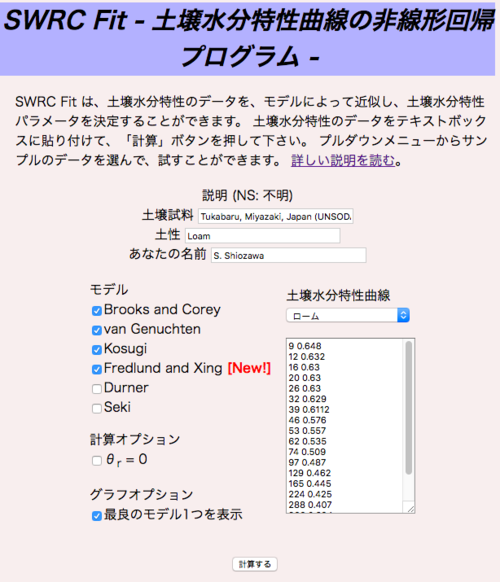 SWRC Fit - 土壌水分特性曲線の非線形回帰
プログラム -
SWRC Fit は、土壌水分特性のデータを、モデルによって近似し、土壌水分特性
パラメータを決定することができます。 土壌水分特性のデータをテキストボック
スに貼り付けて、「計算」ボタンを押して下さい。 プルダウンメニューからサン
プルのデータを選んで、試すことができます。 詳しい説明を読む。
説明 (NS: 不明)
土壌試料 Tukabaru, Miyazaki, Japan (UNSODA
土性 Loam
あなたの名前 S. Shiozawa
モデル
Brooks and Corey
van Genuchten
Kosugi
Fredlund and Xing [New!]
Durner
Seki
計算オプション
θr = 0
グラフオプション
最良のモデル1つを表示
土壌水分特性曲線
ローム
9 0.648
12 0.632
16 0.63
20 0.63
26 0.63
32 0.629
39 0.6112
46 0.576
53 0.557
62 0.535
74 0.509
97 0.487
129 0.462
165 0.445
224 0.425
288 0.407
計算する